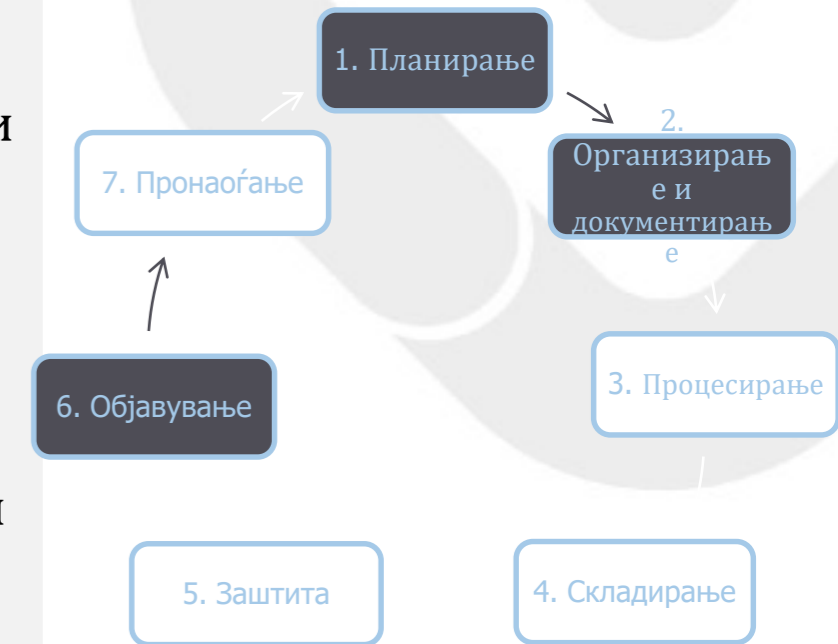 1. Планирање
2.
Организирањ
е и
документирањ
е
3. Процесирање
4. Складирање
5. Заштита
6. Објавување
7. Пронаоѓање